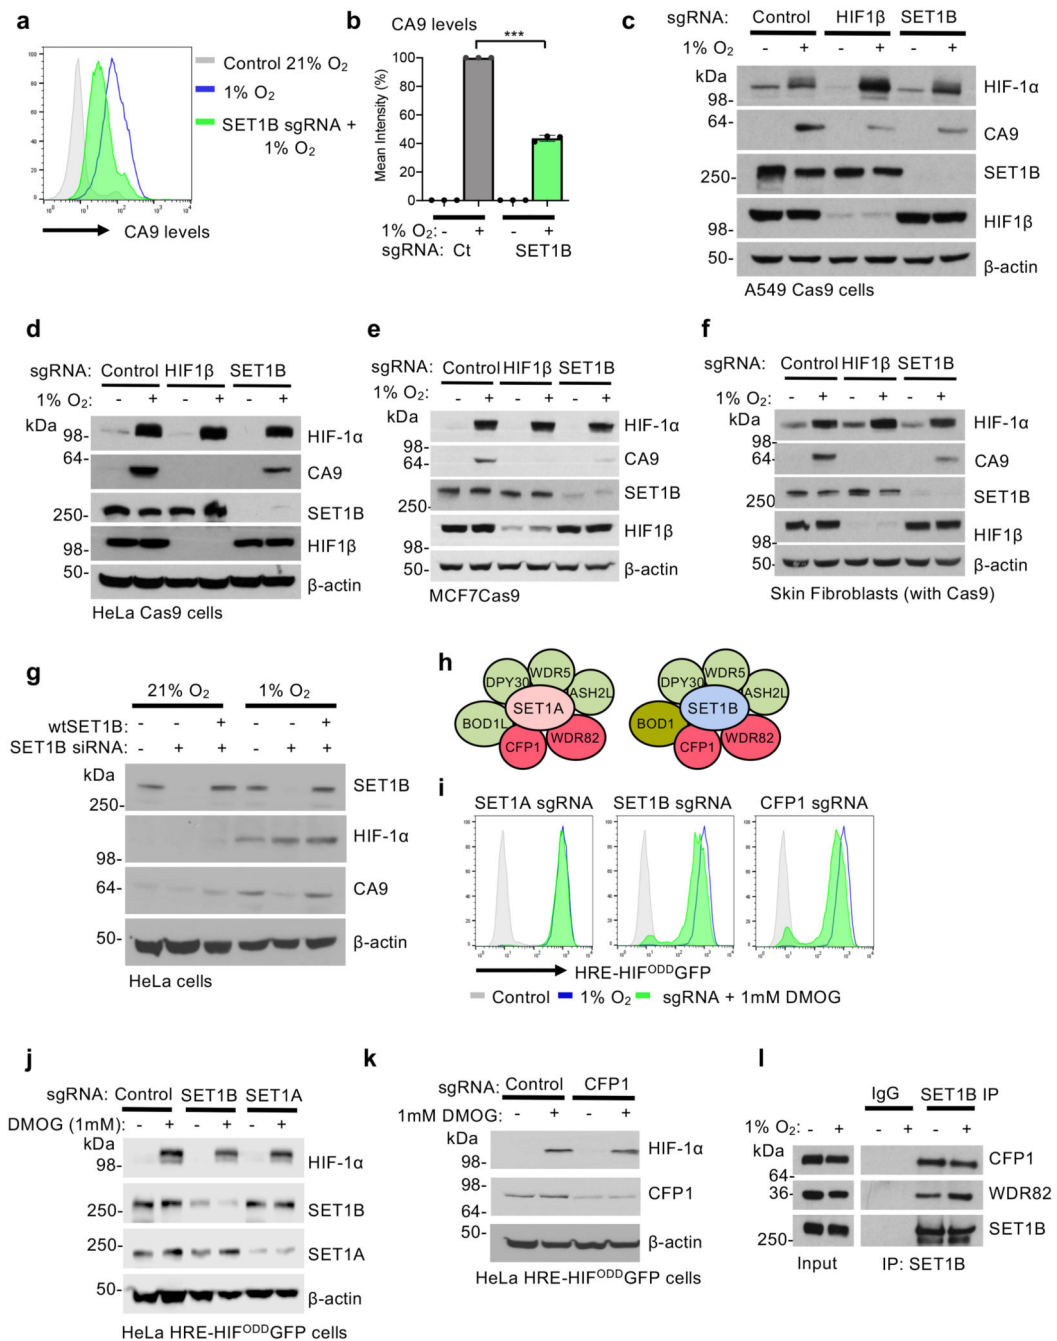 a
Control 21% O₂
1% O₂
SET1B sgRNA +
1% O₂
CA9 levels
b
CA9 levels
***
Mean Intensity (%)
100
80
60
40
20
0
1% O₂: - + - +
sgRNA: Ct SET1B
c
sgRNA: Control HIF1β SET1B
1% O₂ - + - + - +
kDa
98-
HIF-1α
64-
CA9
250-
SET1B
98-
HIF1β
50-
β-actin
A549 Cas9 cells
d
sgRNA: Control HIF1β SET1B
1% O₂: - + - + - +
kDa
98-
HIF-1α
64-
CA9
250-
SET1B
98-
HIF1β
50-
β-actin
HeLa Cas9 cells
e
sgRNA: Control HIF1β SET1B
1% O₂: - + - + - +
kDa
HIF-1α
98-
64-
CA9
250-
SET1B
98-
HIF1β
50-
β-actin
MCF7Cas9
f
sgRNA: Control HIF1β SET1B
1% O₂: - + - + - +
kDa
HIF-1α
98-
64-
CA9
250
SET1B
98-
HIF1β
50-
β-actin
Skin Fibroblasts (with Cas9)
g
21% O₂ 1% O₂
wtSET1B: - - + - - +
SET1B siRNA: - + + - + +
kDa
250-
SET1B
HIF-1α
98-
64-
CA9
50-
β-actin
HeLa cells
h
DPY30 WDR5 ASH2L
SET1A
BOD1L CFP1 WDR82
DPY30 WDR5 ASH2L
SET1B
BOD1 CFP1 WDR82
i
SET1A sgRNA SET1B sgRNA CFP1 sgRNA
HRE-HIFᴼᴰᴰGFP
Control 1% O₂ sgRNA + 1mM DMOG
j
sgRNA: Control SET1B SET1A
DMOG (1mM): - + - + - +
kDa
98-
HIF-1α
250-
SET1B
250-
SET1A
50-
β-actin
HeLa HRE-HIFᴼᴰᴰGFP cells
k
sgRNA: Control CFP1
1mM DMOG: - + - +
kDa
HIF-1α
98-
98-
CFP1
64-
50-
β-actin
HeLa HRE-HIFᴼᴰᴰGFP cells
l
IgG SET1B IP
1% O₂: - + - + - +
kDa
CFP1
64-
36-
WDR82
SET1B
250-
Input IP: SET1B